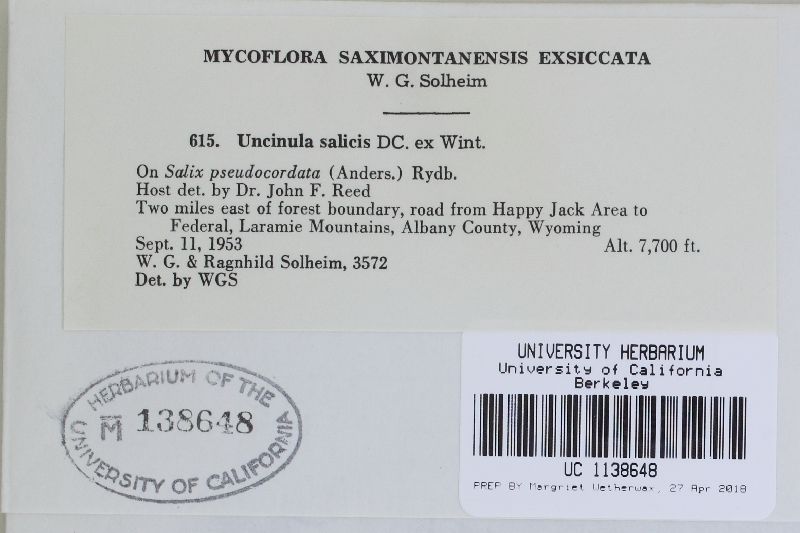 MYCOFLORA SAXIMONTANENSIS EXSICCATA
W. G. Solheim
615. Uncinula salicis DC. ex Wint.
On Salix pseudocordata (Anders.) Rydb.
Host det. by Dr. John F. Reed
Two miles east of forest boundary, road from Happy Jack Area to
Federal, Laramie Mountains, Albany County, Wyoming
Sept. 11, 1953 Alt. 7,700 ft.
W. G. & Ragnhild Solheim, 3572
Det. by WGS
HERBARIUM OF THE
M 138648
UNIVERSITY OF CALIFORNIA
UNIVERSITY HERBARIUM
University of California
Berkeley
UC 1138648
PREP BY Margriet Wetherwax, 27 Apr 2018